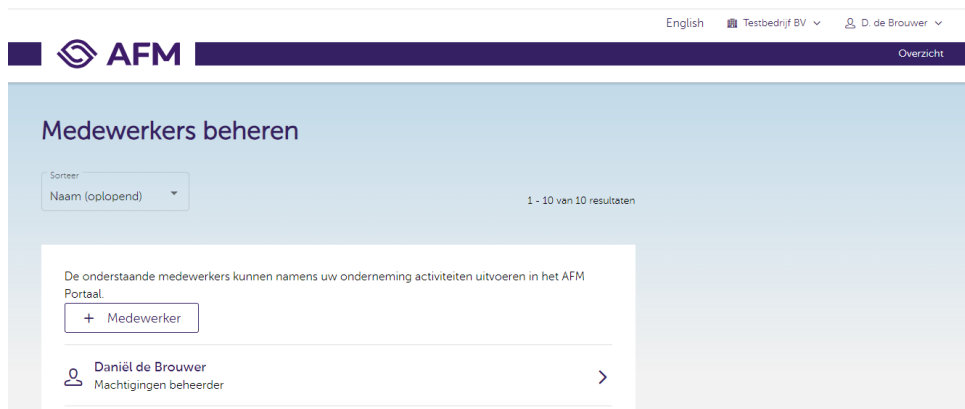 English Testbedrijf BV D. de Brouwer
AFM
Overzicht
Medewerkers beheren
Sorteer
Naam (oplopend)
1 - 10 van 10 resultaten
De onderstaande medewerkers kunnen namens uw onderneming activiteiten uitvoeren in het AFM
Portaal.
+ Medewerker
Daniël de Brouwer
Machtigingen beheerder